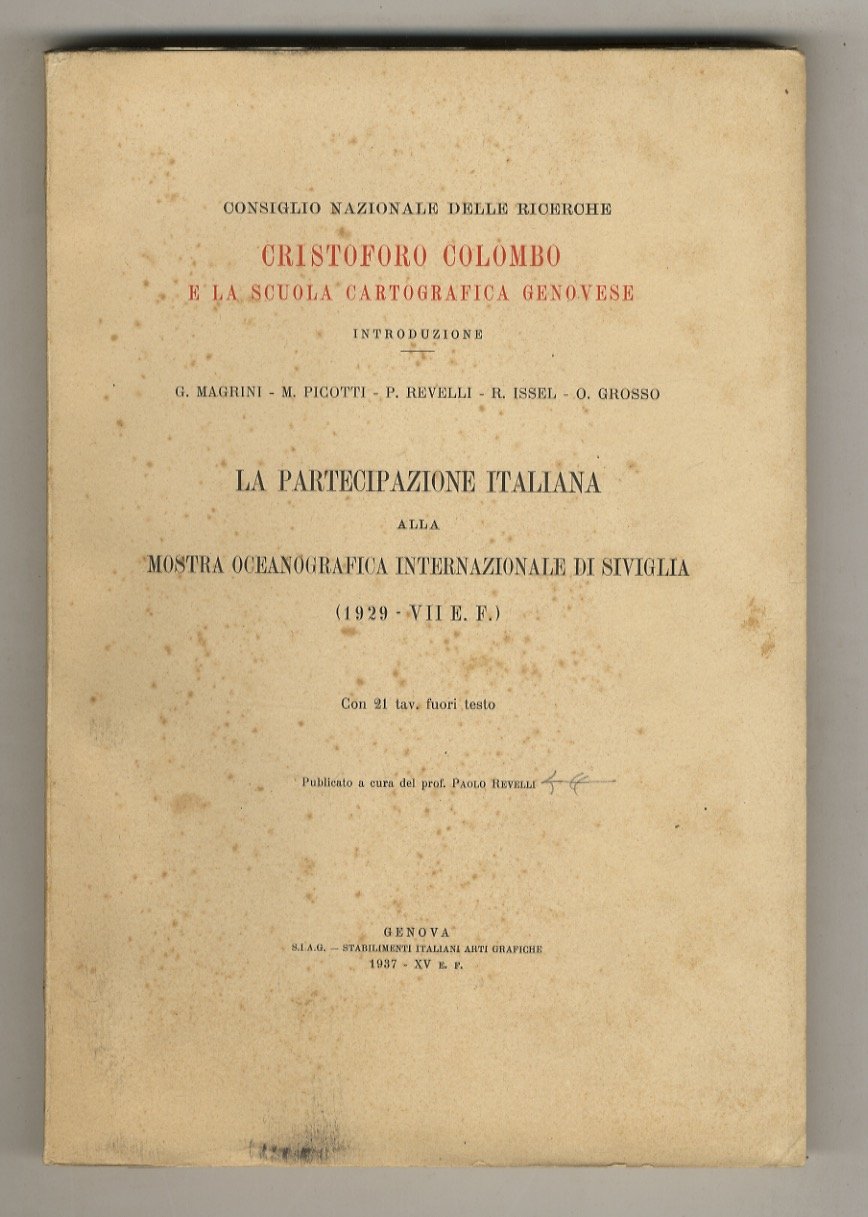 CONSIGLIO NAZIONALE DELLE RICERCHE
CRISTOFORO COLOMBO
E LA SCUOLA CARTOGRAFICA GENOVESE
INTRODUZIONE
G. MAGRINI - M. PICOTTI - P. REVELLI - R. ISSEL - O. GROSSO
LA PARTECIPAZIONE ITALIANA
ALLA
MOSTRA OCEANOGRAFICA INTERNAZIONALE DI SIVIGLIA
(1929 - VII E. F.)
Con 21 tav. fuori testo
Publicato a cura del prof. PAOLO REVELLI
GENOVA
S.I.A.G. — STABILIMENTI ITALIANI ARTI GRAFICHE
1937 - XV E. F.